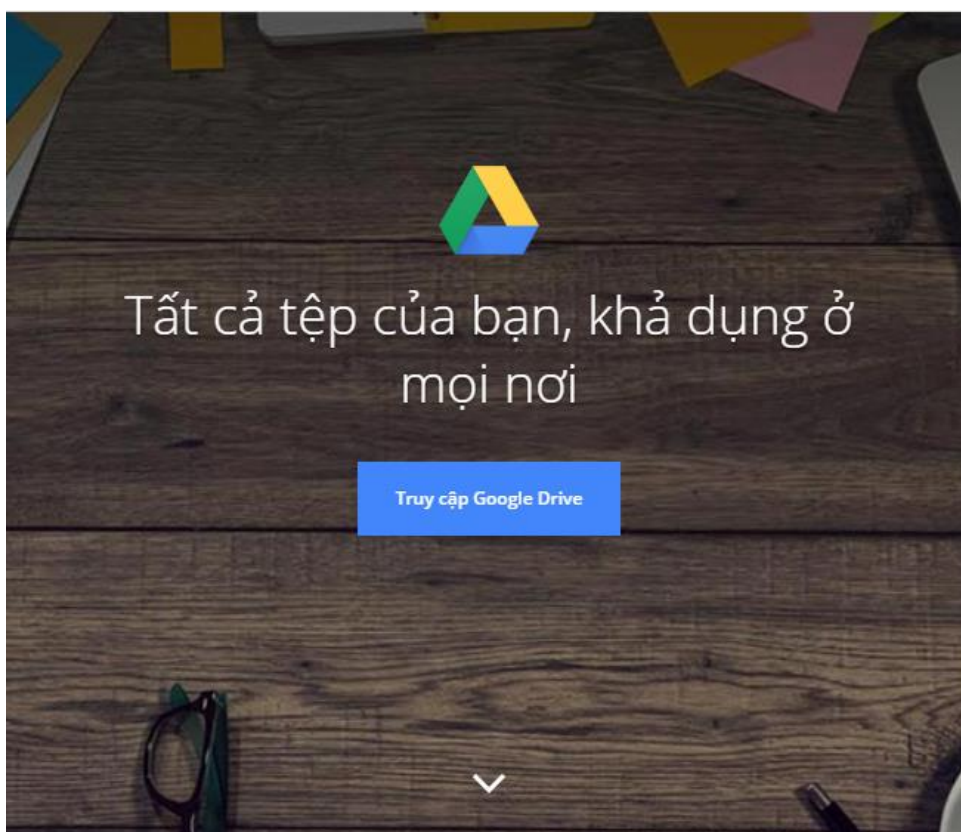 Tất cả tệp của bạn, khả dụng ở
mọi nơi
Truy cập Google Drive